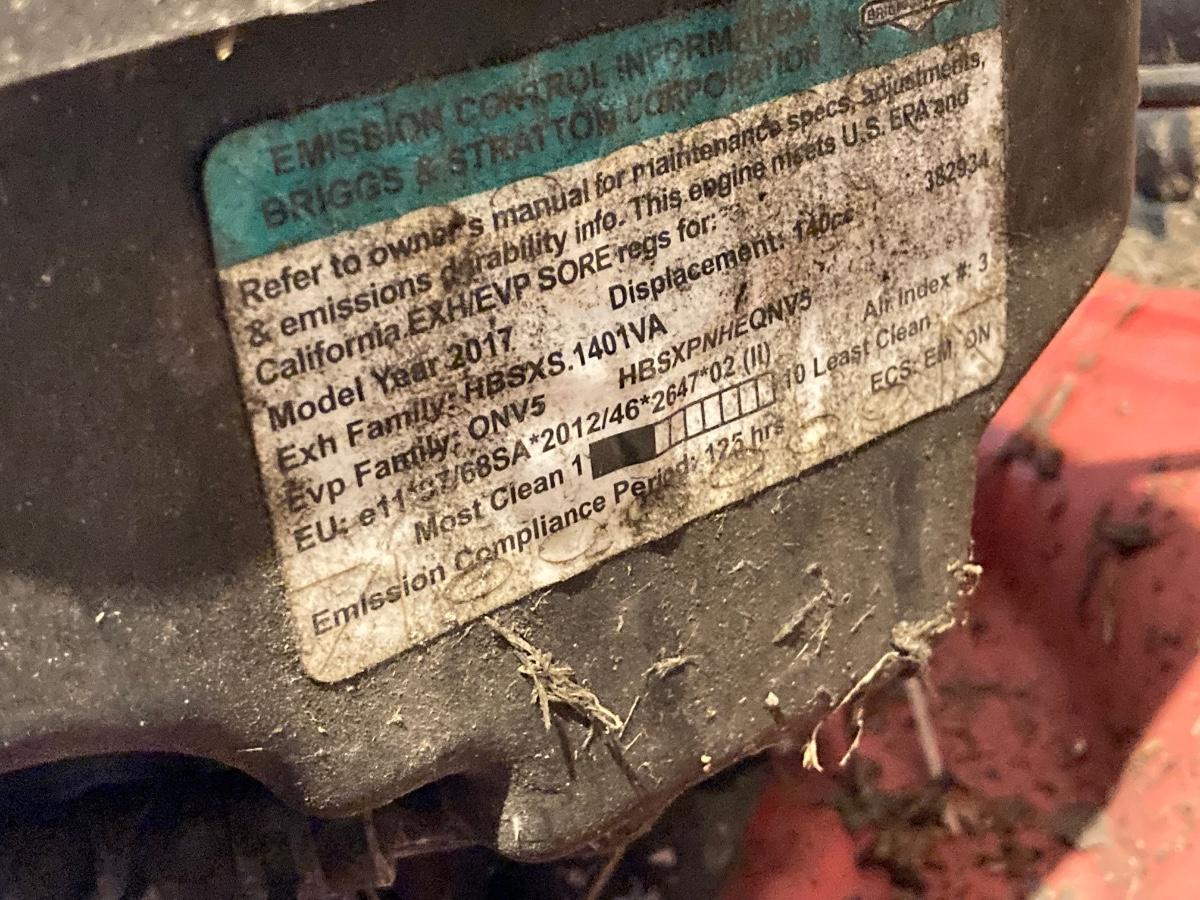 EMISSION CONTROL INFORMATION
BRIGGS & STRATTON CORPORATION
Refer to owner's manual for maintenance specs, adjustments,
& emissions durability info. This engine meets U.S. EPA and
California EXH/EVP SORE regs for: 382934
Model Year 2017 Displacement: 140cc
Exh Family: HBSXS.1401VA
Evp Family: ONV5 HBSXPNHEQNV5 Air Index #: 3
EU: e11*97/68SA*2012/46*2647*02 (II)
Most Clean 1 10 Least Clean
Emission Compliance Period: 125 hrs ECS: EM, ON